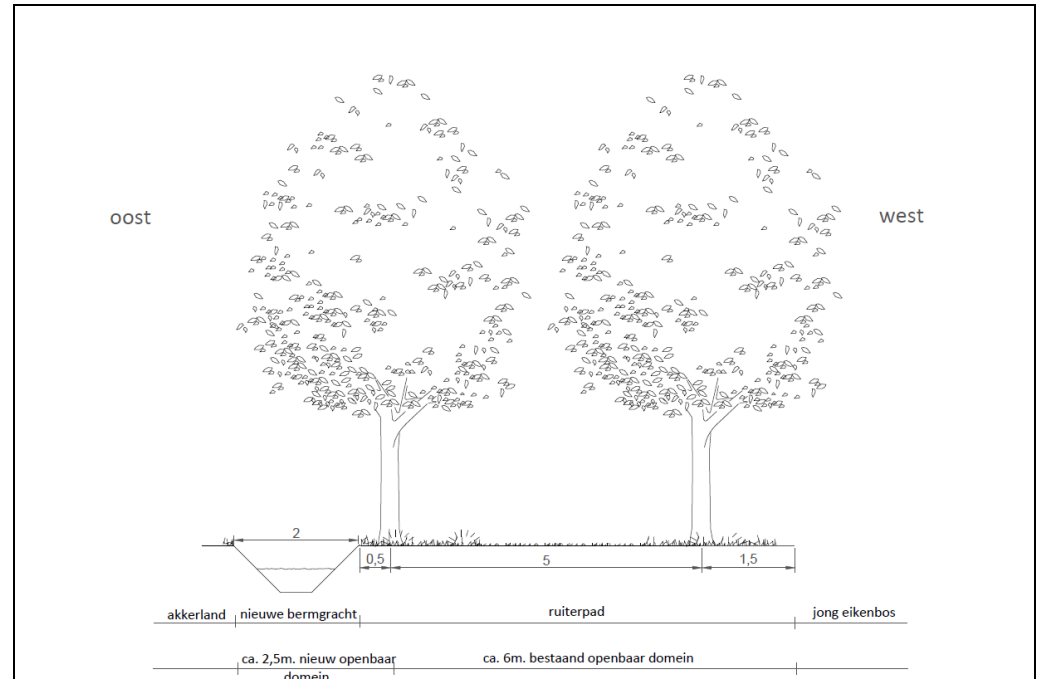 oost
west
2
0,5
5
1,5
akkerland
nieuwe bermgracht
ruiterpad
jong eikenbos
ca. 2,5m. nieuw openbaar
domein
ca. 6m. bestaand openbaar domein